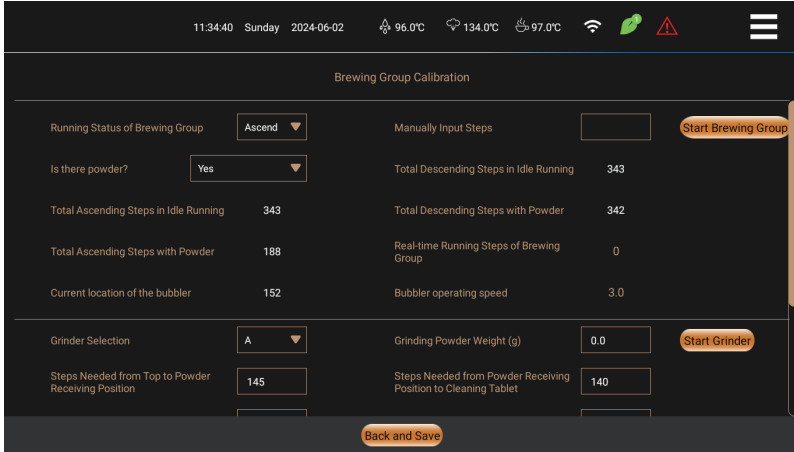 11:34:40 Sunday 2024-06-02 96.0℃ 134.0℃ 97.0℃ 1
Brewing Group Calibration
Running Status of Brewing Group Ascend Manually Input Steps Start Brewing Group
Is there powder? Yes Total Descending Steps in Idle Running 343
Total Ascending Steps in Idle Running 343 Total Descending Steps with Powder 342
Total Ascending Steps with Powder 188 Real-time Running Steps of Brewing
Group 0
Current location of the bubbler 152 Bubbler operating speed 3.0
Grinder Selection A Grinding Powder Weight (g) 0.0 Start Grinder
Steps Needed from Top to Powder
Receiving Position 145 Steps Needed from Powder Receiving
Position to Cleaning Tablet 140
Back and Save